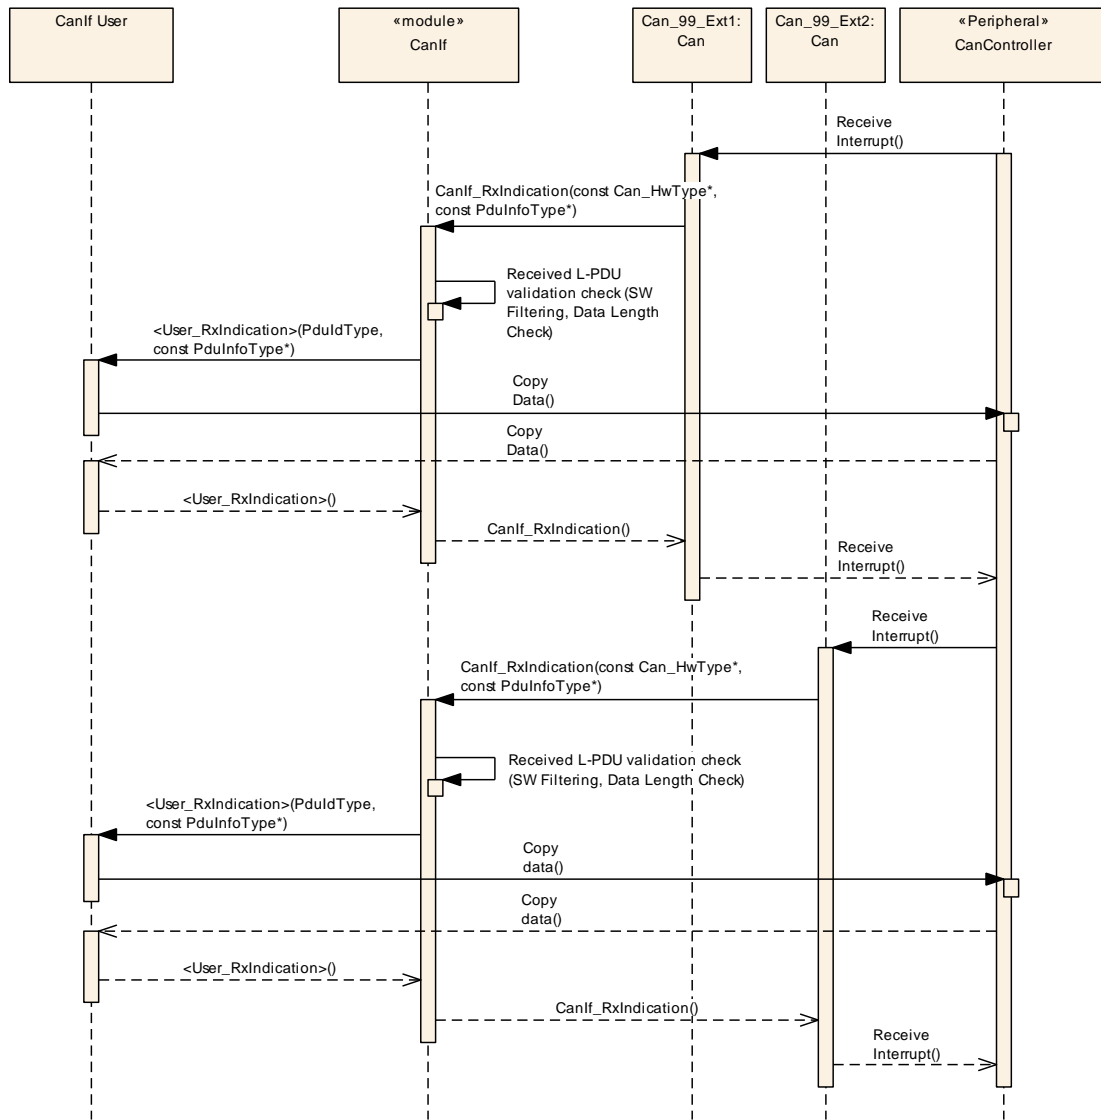 CanIf User
«module»
CanIf
Can_99_Ext1:
Can
Can_99_Ext2:
Can
«Peripheral»
CanController
Receive
Interrupt()
CanIf_RxIndication(const Can_HwType*,
const PduInfoType*)
Received L-PDU
validation check (SW
Filtering, Data Length
Check)
<User_RxIndication>(PduIdType,
const PduInfoType*)
Copy
Data()
Copy
Data()
<User_RxIndication>()
CanIf_RxIndication()
Receive
Interrupt()
Receive
Interrupt()
CanIf_RxIndication(const Can_HwType*,
const PduInfoType*)
Received L-PDU validation check
(SW Filtering, Data Length Check)
<User_RxIndication>(PduIdType,
const PduInfoType*)
Copy
data()
Copy
data()
<User_RxIndication>()
CanIf_RxIndication()
Receive
Interrupt()